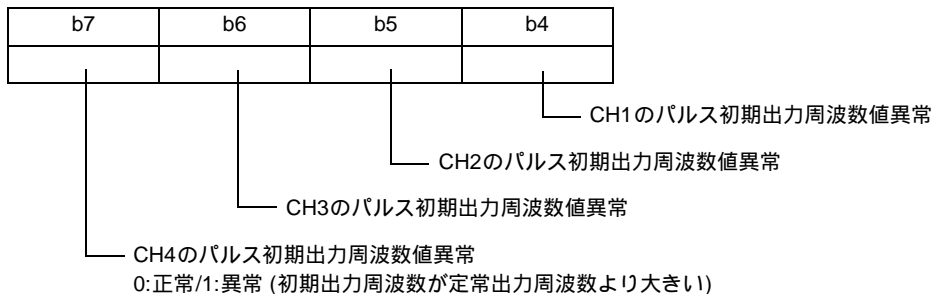 b7 b6 b5 b4
CH1のパルス初期出力周波数値異常
CH2のパルス初期出力周波数値異常
CH3のパルス初期出力周波数値異常
CH4のパルス初期出力周波数値異常
0:正常/1:異常 (初期出力周波数が定常出力周波数より大きい)